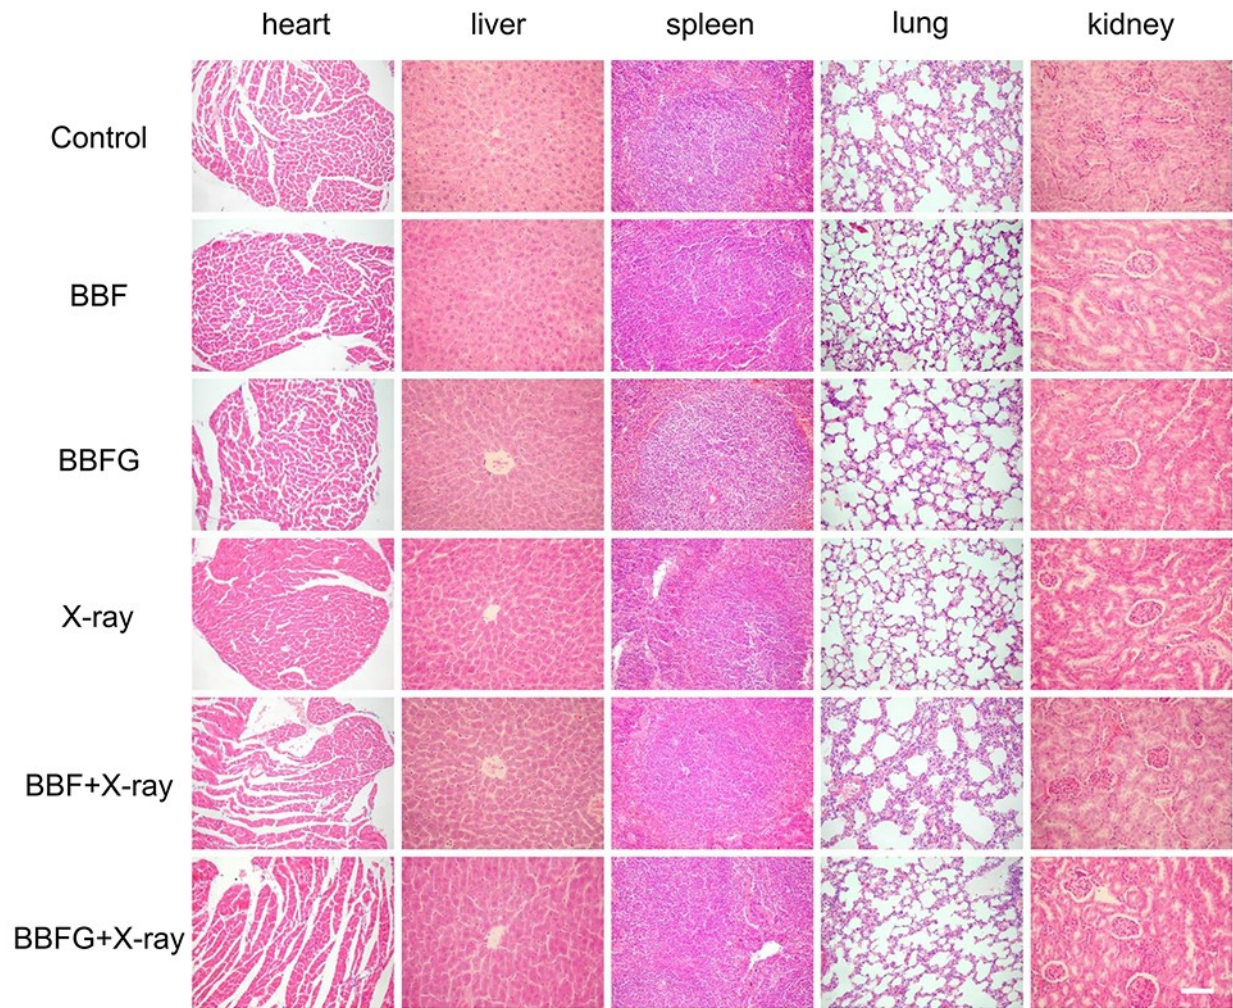 heart liver spleen lung kidney
Control
BBF
BBFG
X-ray
BBF+X-ray
BBFG+X-ray